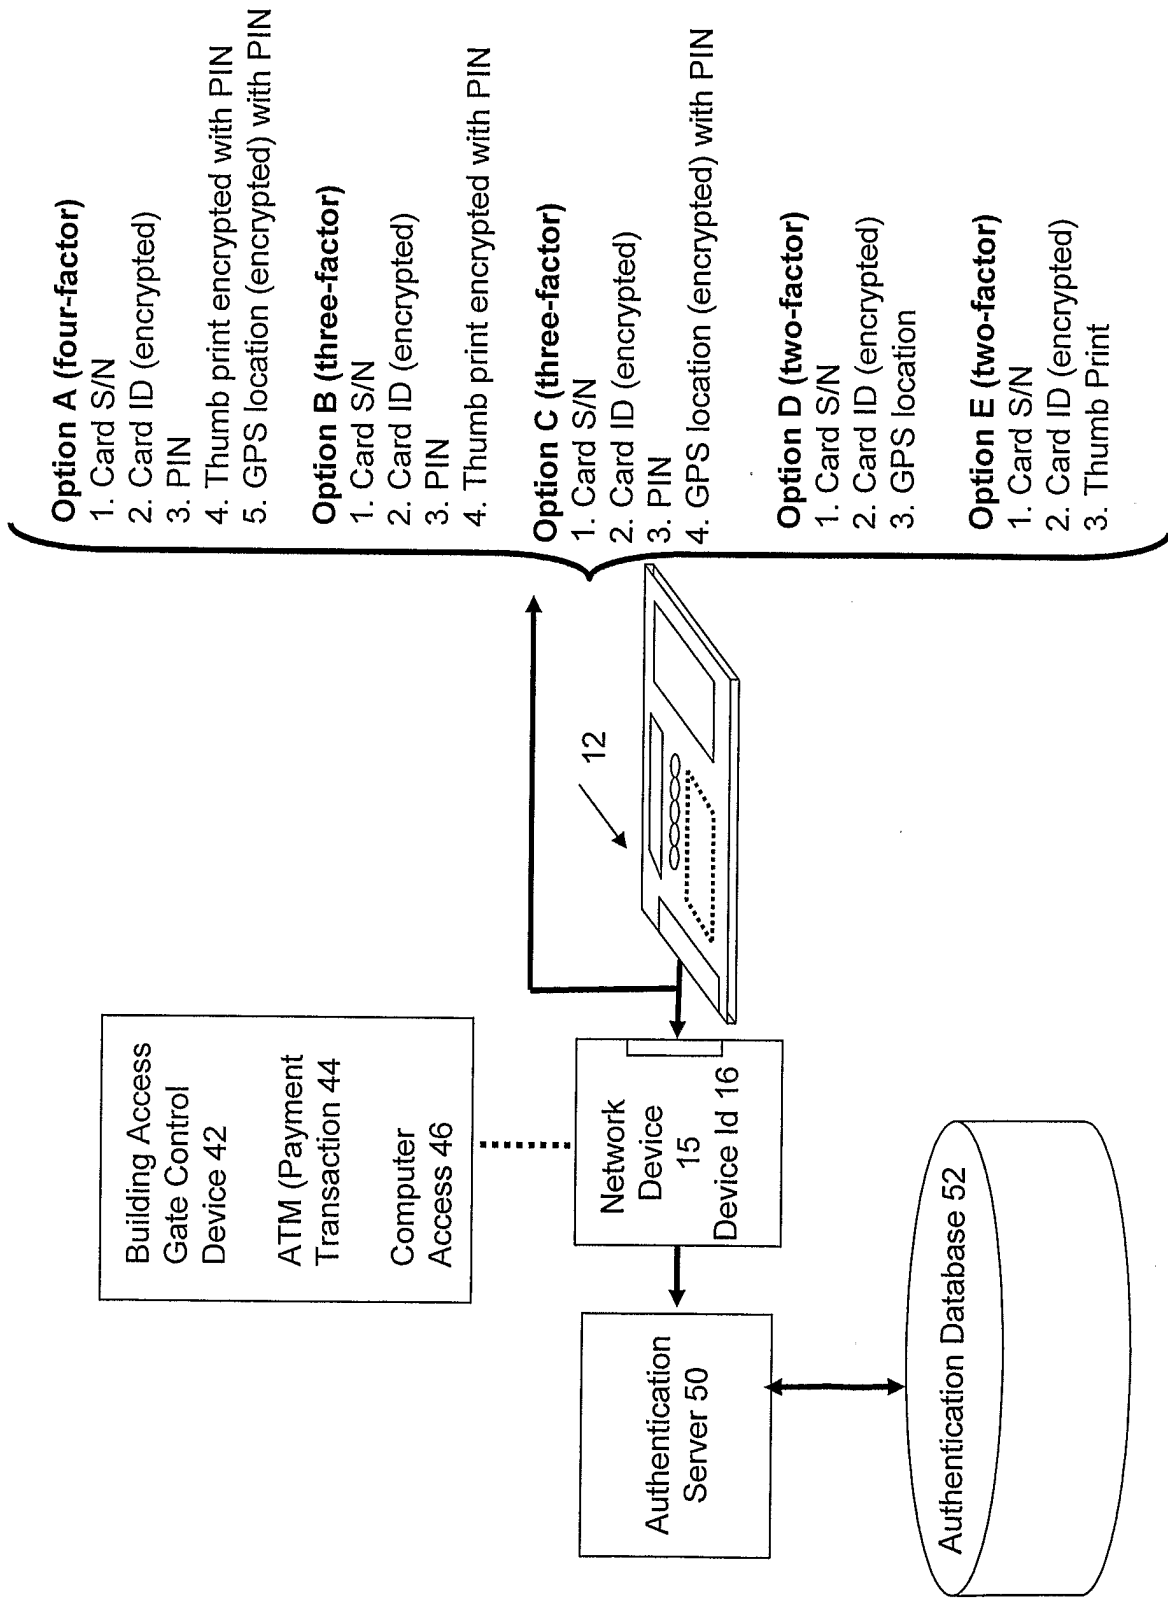 Building Access
Gate Control
Device 42
ATM (Payment
Transaction 44
Computer
Access 46
Authentication
Server 50
Network
Device
15
Device Id 16
12
Authentication Database 52
Option A (four-factor)
1. Card S/N
2. Card ID (encrypted)
3. PIN
4. Thumb print encrypted with PIN
5. GPS location (encrypted) with PIN
Option B (three-factor)
1. Card S/N
2. Card ID (encrypted)
3. PIN
4. Thumb print encrypted with PIN
Option C (three-factor)
1. Card S/N
2. Card ID (encrypted)
3. PIN
4. GPS location (encrypted) with PIN
Option D (two-factor)
1. Card S/N
2. Card ID (encrypted)
3. GPS location
Option E (two-factor)
1. Card S/N
2. Card ID (encrypted)
3. Thumb Print